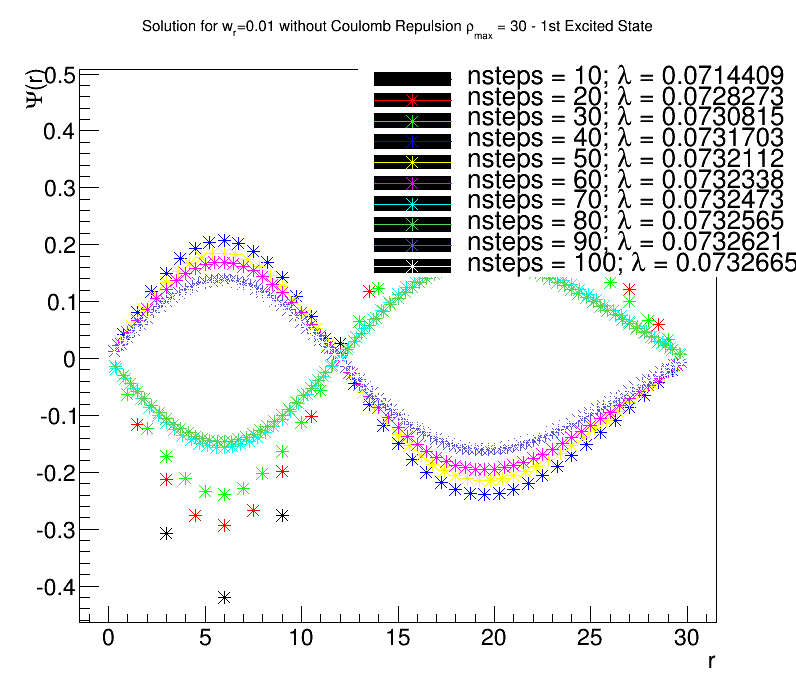 Solution for wr=0.01 without Coulomb Repulsion ρmax = 30 - 1st Excited State
Ψ(r)
0.5
0.4
0.3
0.2
0.1
0
-0.1
-0.2
-0.3
-0.4
nsteps = 10; λ = 0.0714409
nsteps = 20; λ = 0.0728273
nsteps = 30; λ = 0.0730815
nsteps = 40; λ = 0.0731703
nsteps = 50; λ = 0.0732112
nsteps = 60; λ = 0.0732338
nsteps = 70; λ = 0.0732473
nsteps = 80; λ = 0.0732565
nsteps = 90; λ = 0.0732621
nsteps = 100; λ = 0.0732665
0 5 10 15 20 25 30
r